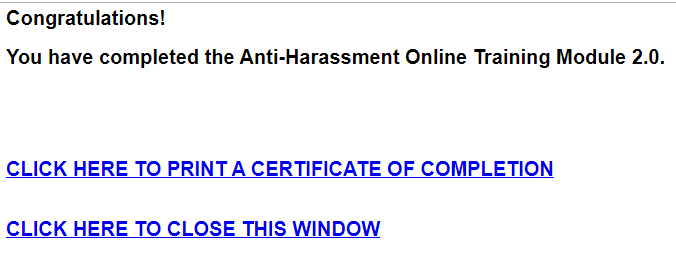 Congratulations!
You have completed the Anti-Harassment Online Training Module 2.0.
CLICK HERE TO PRINT A CERTIFICATE OF COMPLETION
CLICK HERE TO CLOSE THIS WINDOW